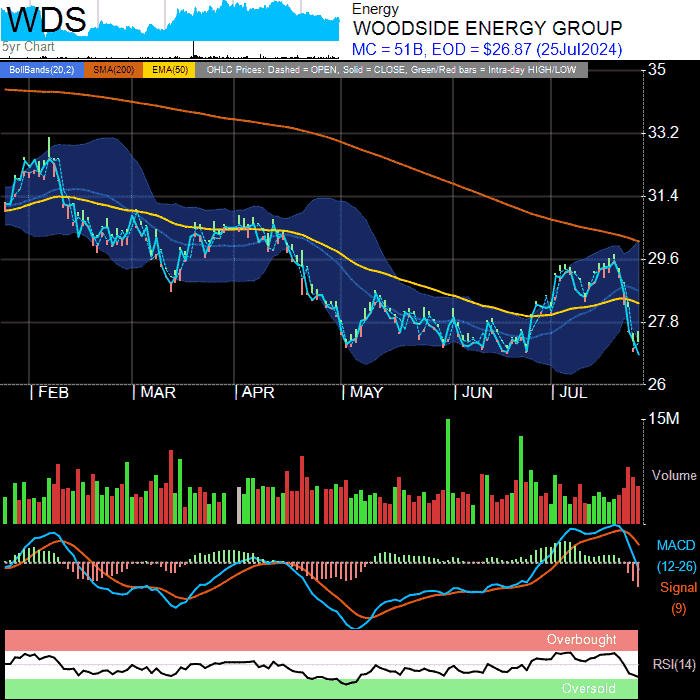 WDS
5yr Chart
Energy
WOODSIDE ENERGY GROUP
MC = 51B, EOD = $26.87 (25Jul2024)
BollBands(20,2) SMA(200) EMA(50) OHLC Prices: Dashed = OPEN, Solid = CLOSE, Green/Red bars = Intra-day HIGH/LOW
35
33.2
31.4
29.6
27.8
26
| FEB | MAR | APR | MAY | JUN | JUL
15M
Volume
MACD
(12-26)
Signal
(9)
Overbought
RSI(14)
Oversold